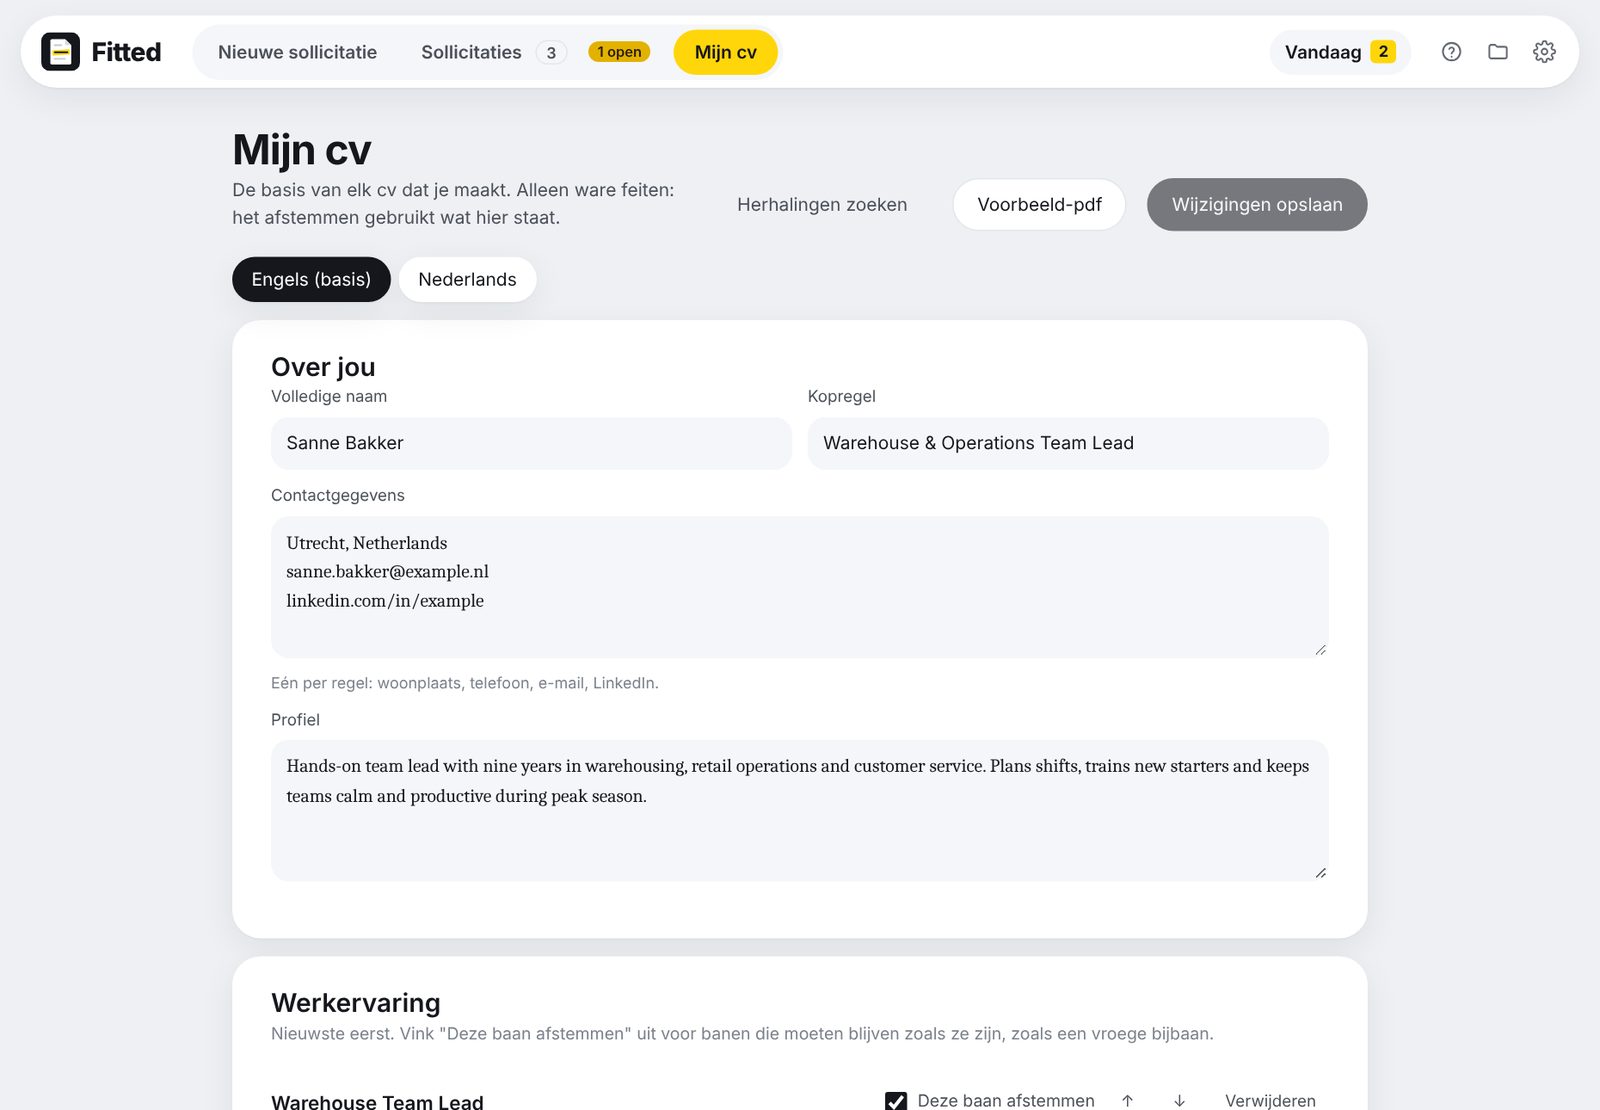 Fitted
Nieuwe sollicitatie
Sollicitaties 3 1 open
Mijn cv
Vandaag 2
Mijn cv
De basis van elk cv dat je maakt. Alleen ware feiten:
het afstemmen gebruikt wat hier staat.
Herhalingen zoeken
Voorbeeld-pdf
Wijzigingen opslaan
Engels (basis)
Nederlands
Over jou
Volledige naam
Sanne Bakker
Kopregel
Warehouse & Operations Team Lead
Contactgegevens
Utrecht, Netherlands
sanne.bakker@example.nl
linkedin.com/in/example
Eén per regel: woonplaats, telefoon, e-mail, LinkedIn.
Profiel
Hands-on team lead with nine years in warehousing, retail operations and customer service. Plans shifts, trains new starters and keeps
teams calm and productive during peak season.
Werkervaring
Nieuwste eerst. Vink "Deze baan afstemmen" uit voor banen die moeten blijven zoals ze zijn, zoals een vroege bijbaan.
Warehouse Team Lead
Deze baan afstemmen ↑ ↓ Verwijderen